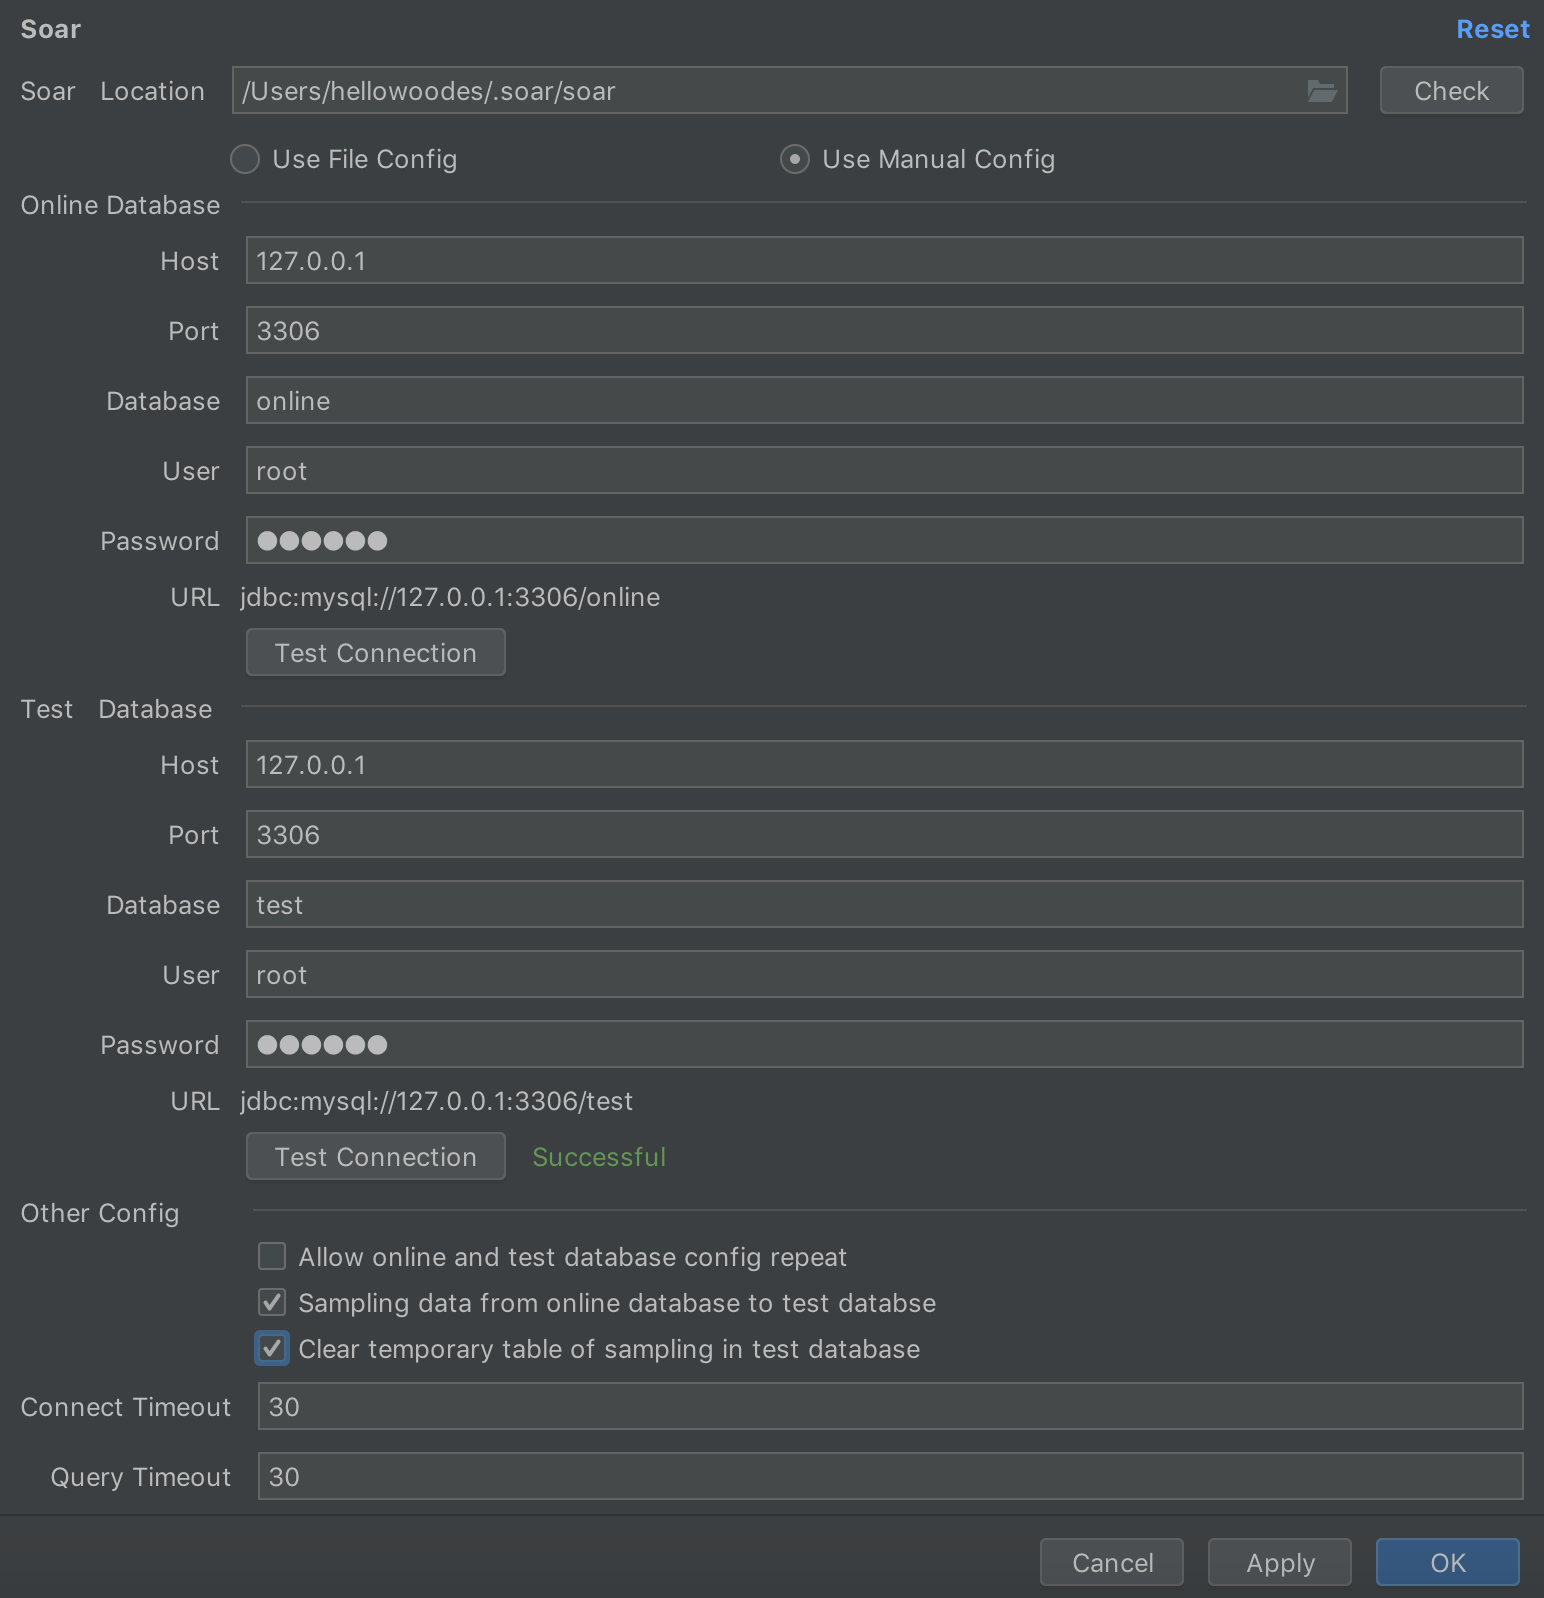 Soar Reset
Soar Location /Users/hellowoodes/.soar/soar Check
Use File Config Use Manual Config
Online Database
Host 127.0.0.1
Port 3306
Database online
User root
Password ●●●●●●
URL jdbc:mysql://127.0.0.1:3306/online
Test Connection
Test Database
Host 127.0.0.1
Port 3306
Database test
User root
Password ●●●●●●
URL jdbc:mysql://127.0.0.1:3306/test
Test Connection Successful
Other Config
Allow online and test database config repeat
Sampling data from online database to test databse
Clear temporary table of sampling in test database
Connect Timeout 30
Query Timeout 30
Cancel Apply OK